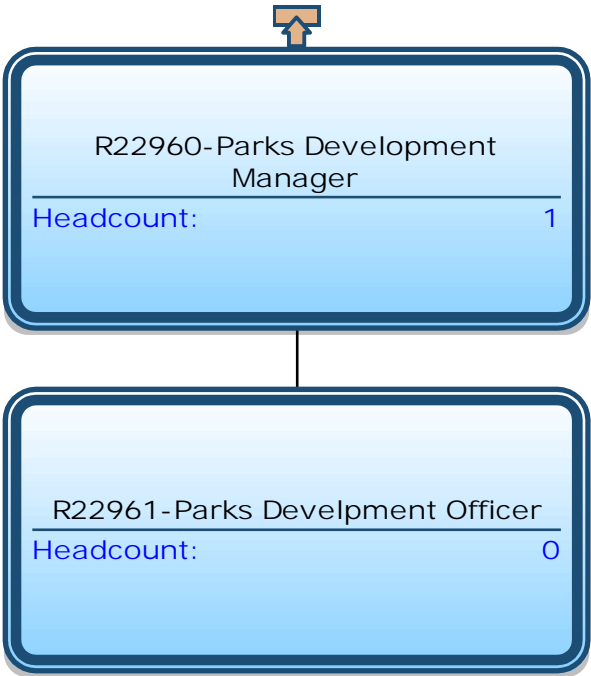 R22960-Parks Development
Manager
Headcount: 1
R22961-Parks Develpment Officer
Headcount: 0